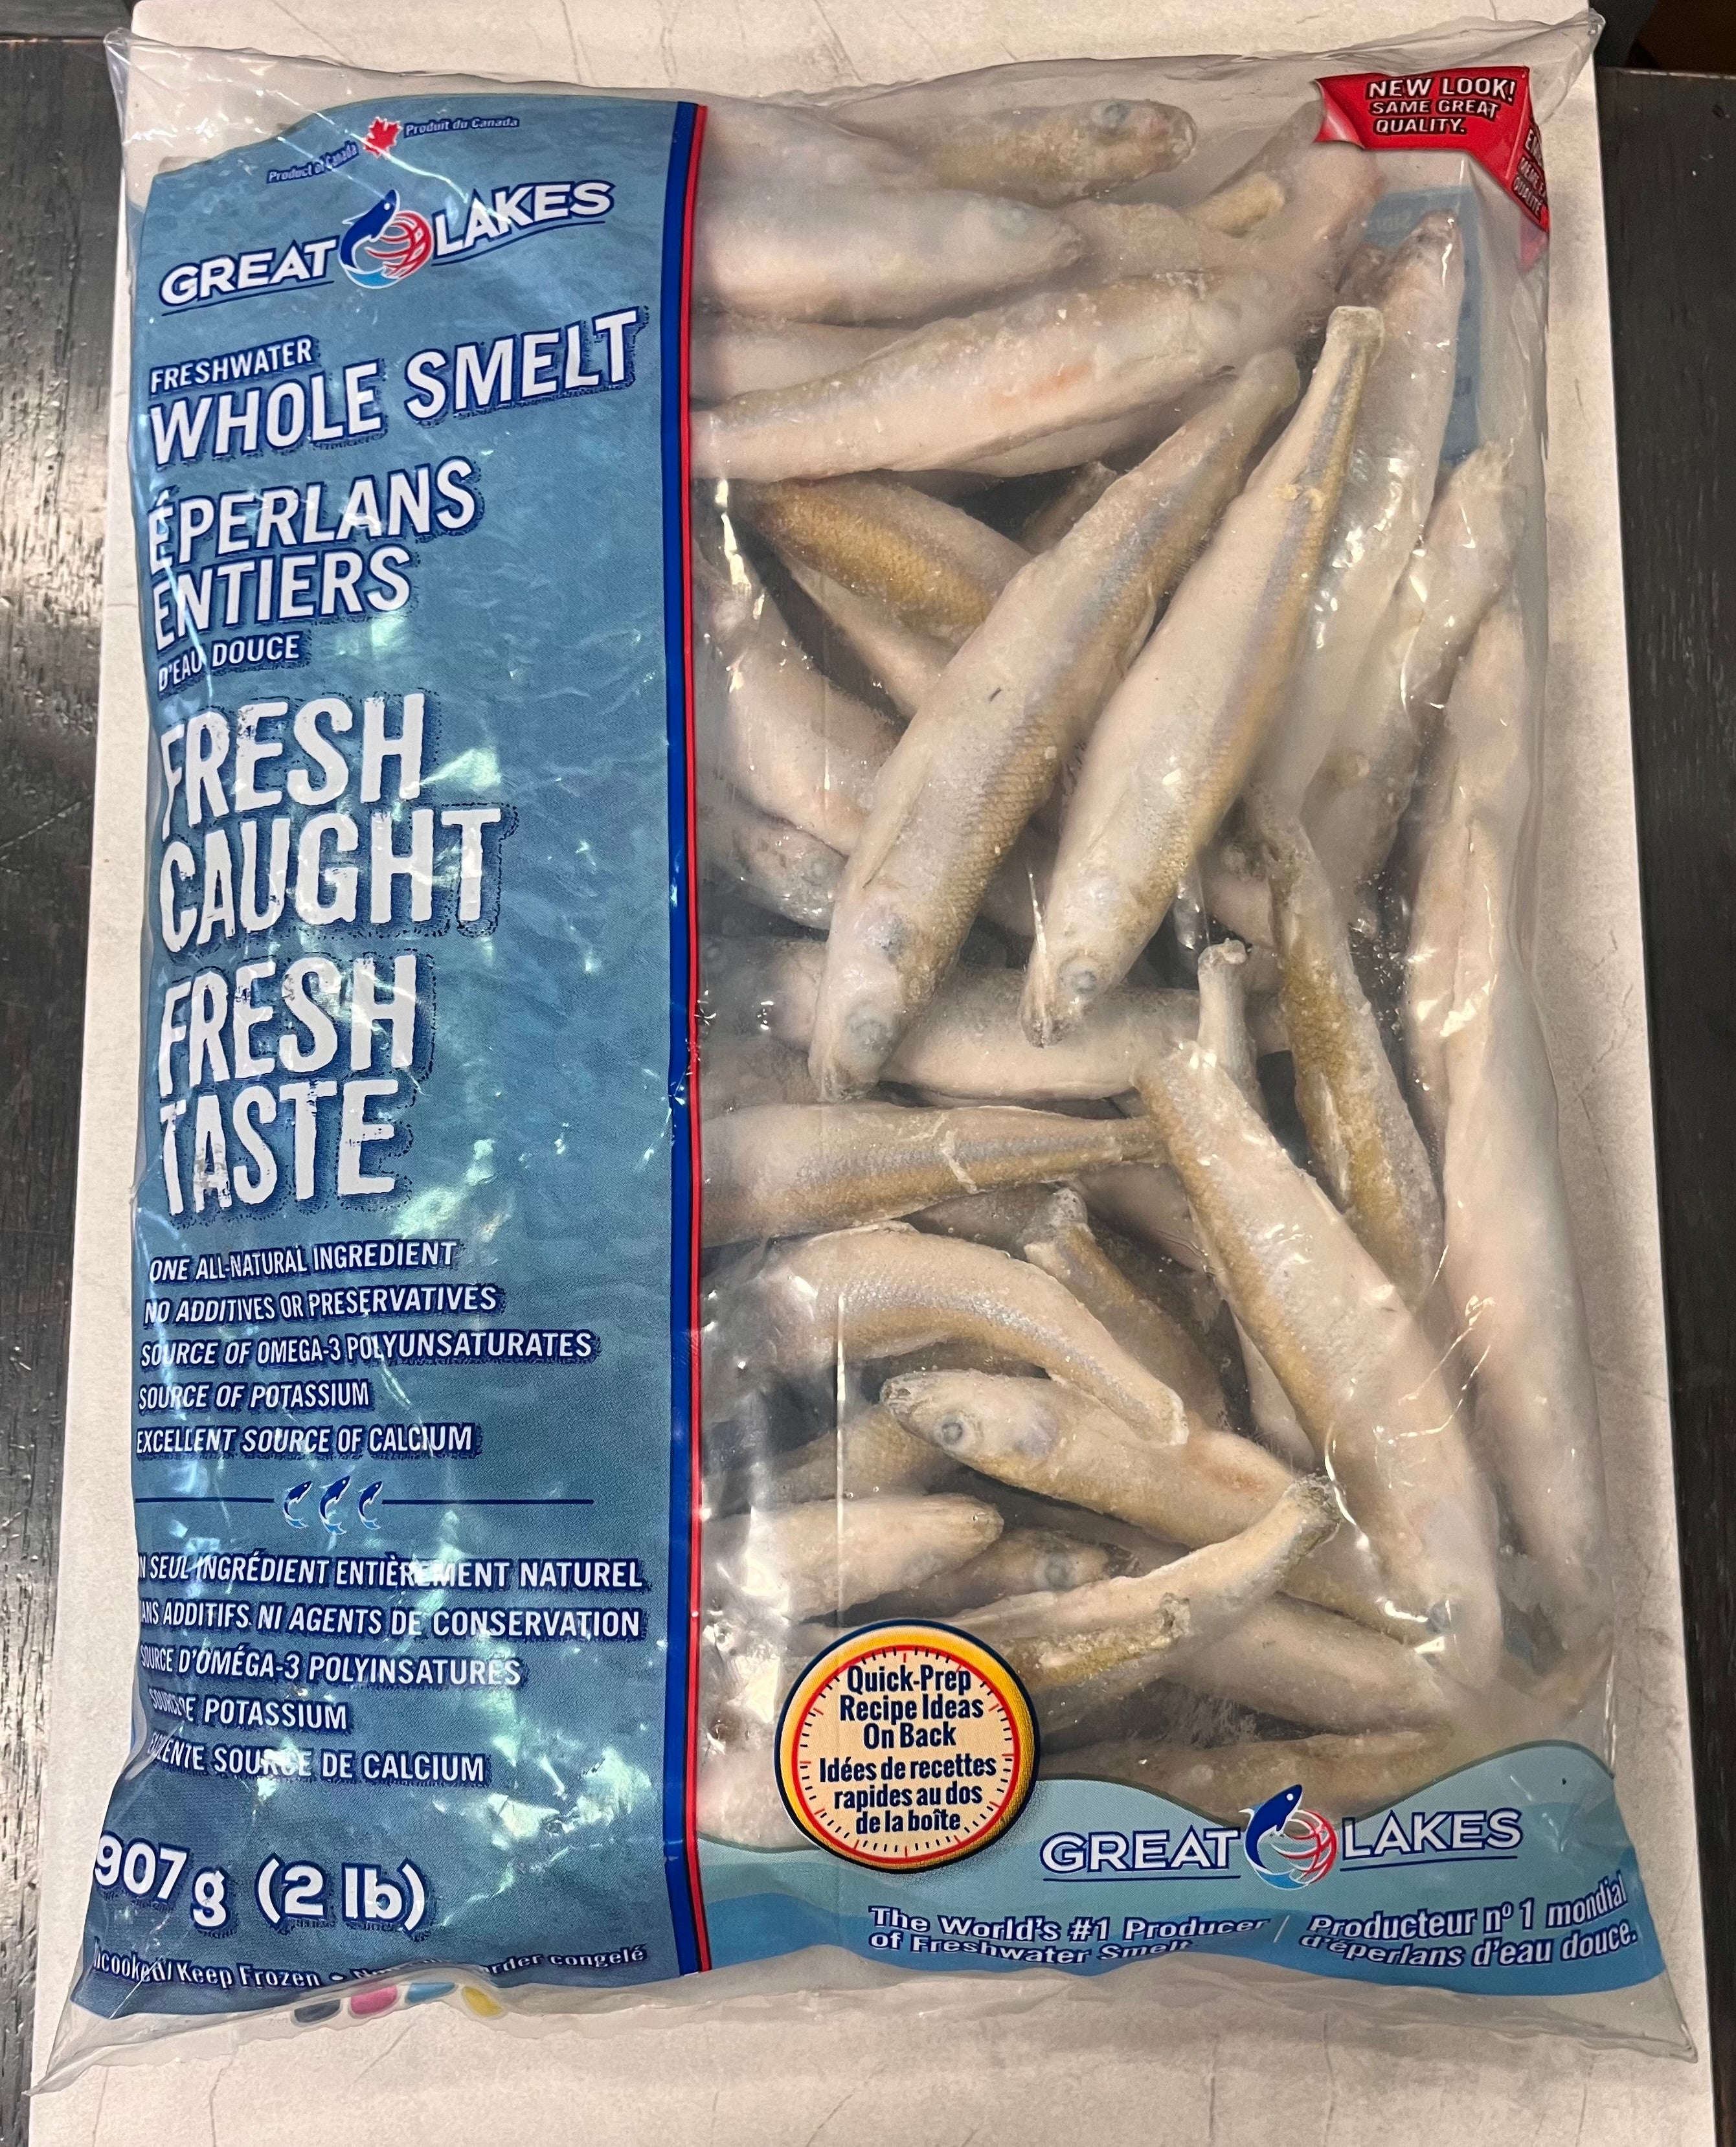 Product of Canada
Produit du Canada
GREAT LAKES
FRESHWATER
WHOLE SMELT
ÉPERLANS
ENTIERS
D'EAU DOUCE
FRESH
CAUGHT
FRESH
TASTE
ONE ALL-NATURAL INGREDIENT
NO ADDITIVES OR PRESERVATIVES
SOURCE OF OMEGA-3 POLYUNSATURATES
SOURCE OF POTASSIUM
EXCELLENT SOURCE OF CALCIUM
SEUL INGRÉDIENT ENTIÈREMENT NATUREL
ADDITIFS NI AGENTS DE CONSERVATION
D'OMÉGA-3 POLYINSATURÉS
POTASSIUM
SOURCE DE CALCIUM
907 g (2 lb)
Keep Frozen • congelé
NEW LOOK!
SAME GREAT
QUALITY.
Quick-Prep
Recipe Ideas
On Back
Idées de recettes
rapides au dos
de la boîte
GREAT LAKES
The World's #1 Producer / Producteur nº 1 mondial
of Freshwater Smelt d'éperlans d'eau douce.